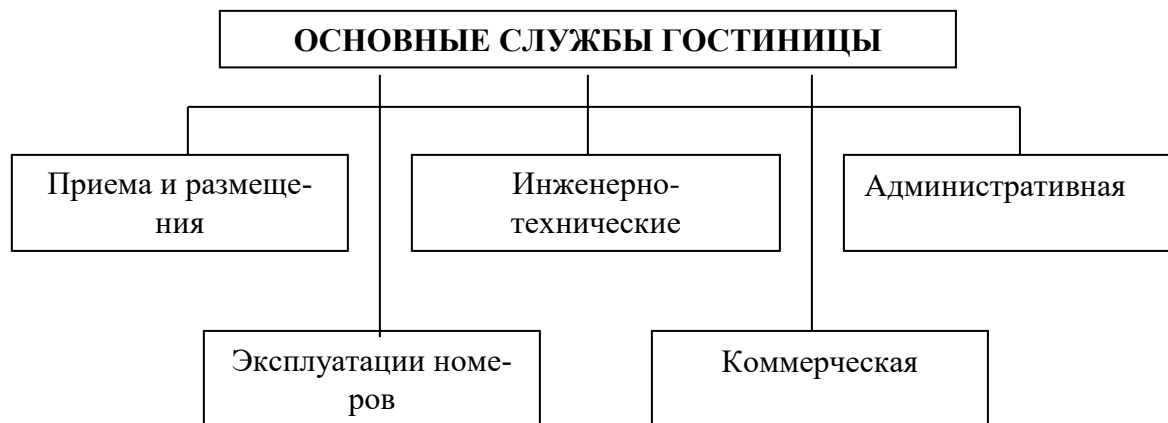 ОСНОВНЫЕ СЛУЖБЫ ГОСТИНИЦЫ
Приема и размеще-
ния
Инженерно-
технические
Административная
Эксплуатации номе-
ров
Коммерческая